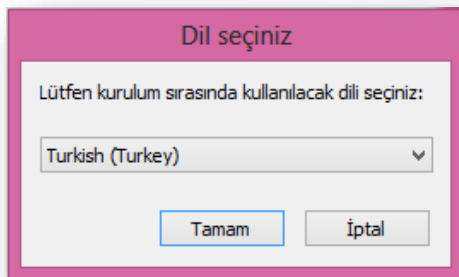 Dil seçiniz
Lütfen kurulum sırasında kullanılacak dili seçiniz:
Turkish (Turkey)
Tamam
İptal